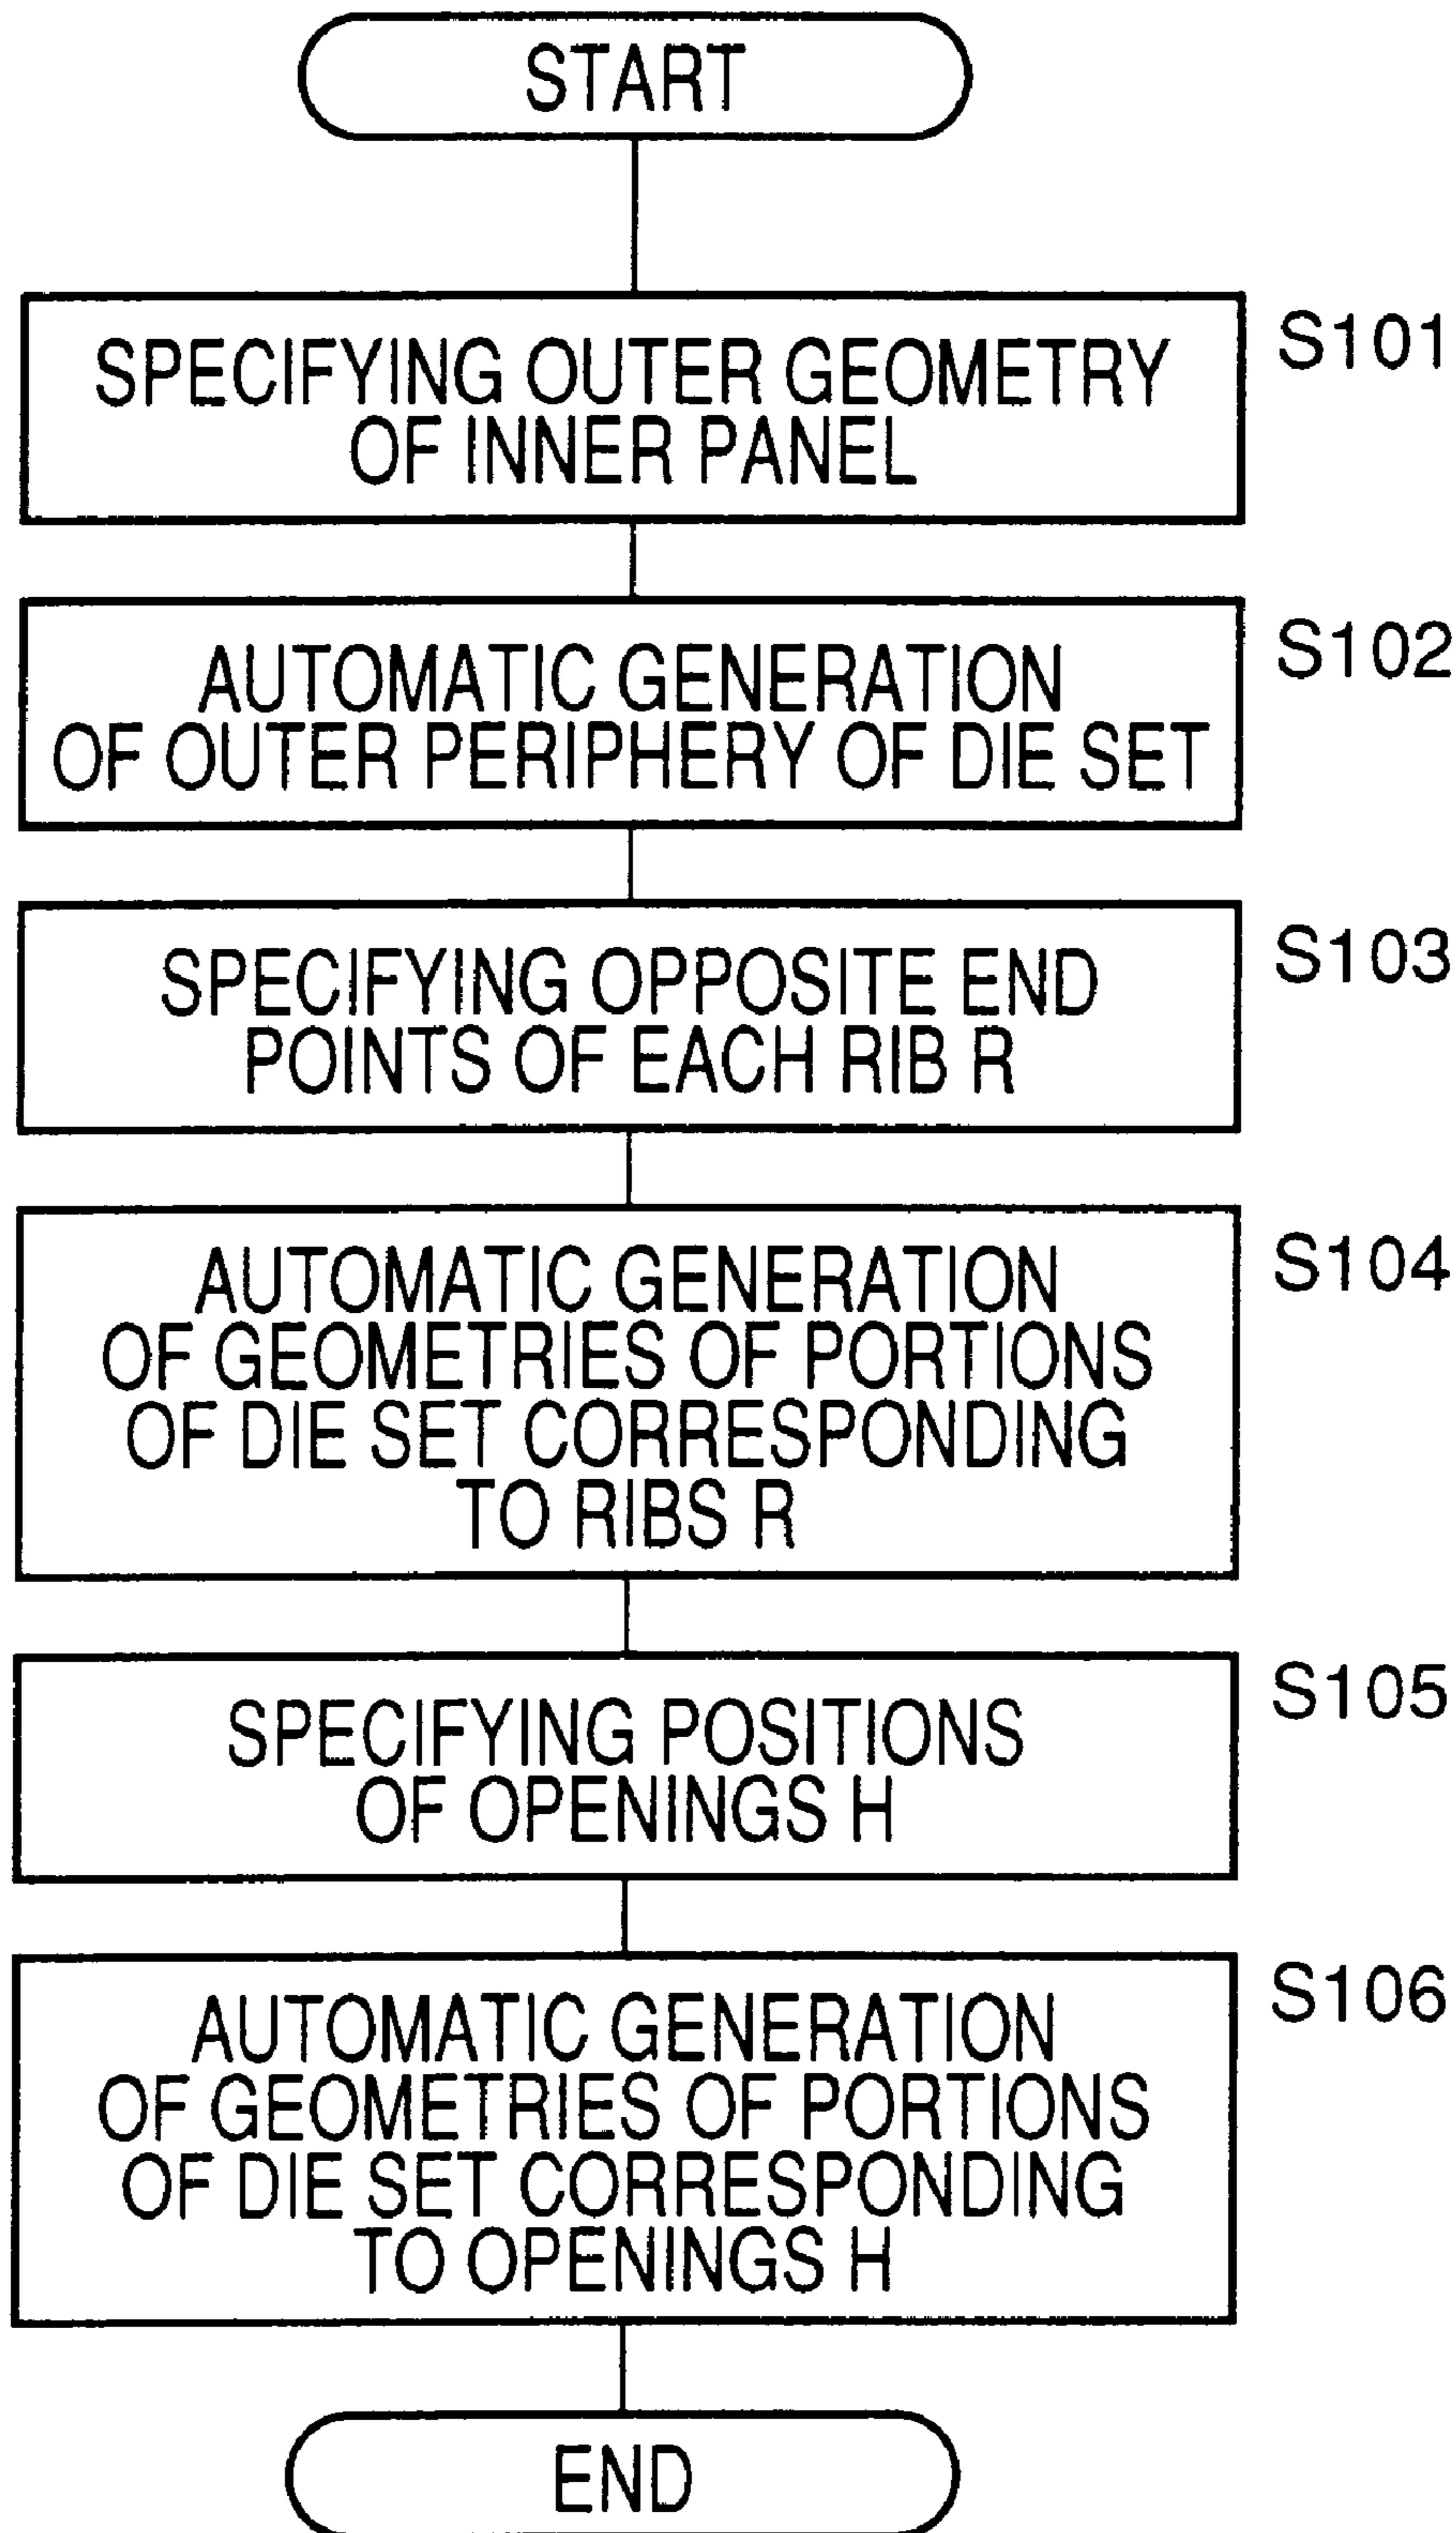 START
SPECIFYING OUTER GEOMETRY
OF INNER PANEL
S101
AUTOMATIC GENERATION
OF OUTER PERIPHERY OF DIE SET
S102
SPECIFYING OPPOSITE END
POINTS OF EACH RIB R
S103
AUTOMATIC GENERATION
OF GEOMETRIES OF PORTIONS
OF DIE SET CORRESPONDING
TO RIBS R
S104
SPECIFYING POSITIONS
OF OPENINGS H
S105
AUTOMATIC GENERATION
OF GEOMETRIES OF PORTIONS
OF DIE SET CORRESPONDING
TO OPENINGS H
S106
END